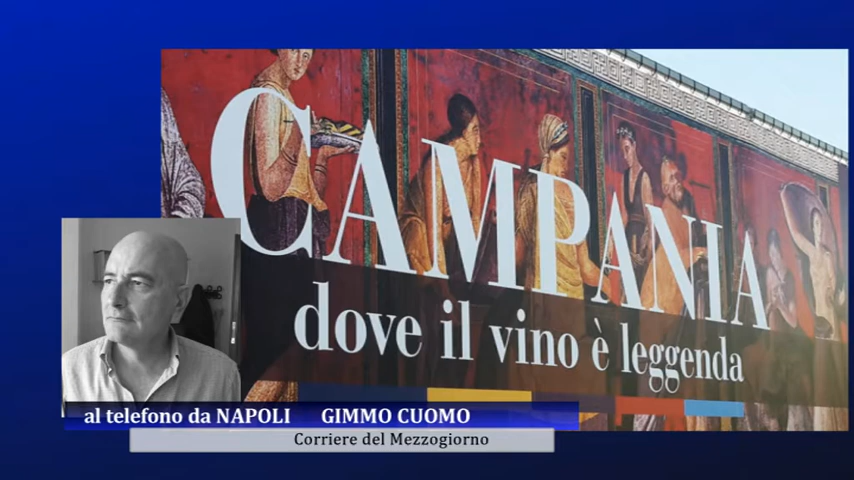 CAMPANIA
dove il vino è leggenda
al telefono da NAPOLI GIMMO CUOMO
Corriere del Mezzogiorno